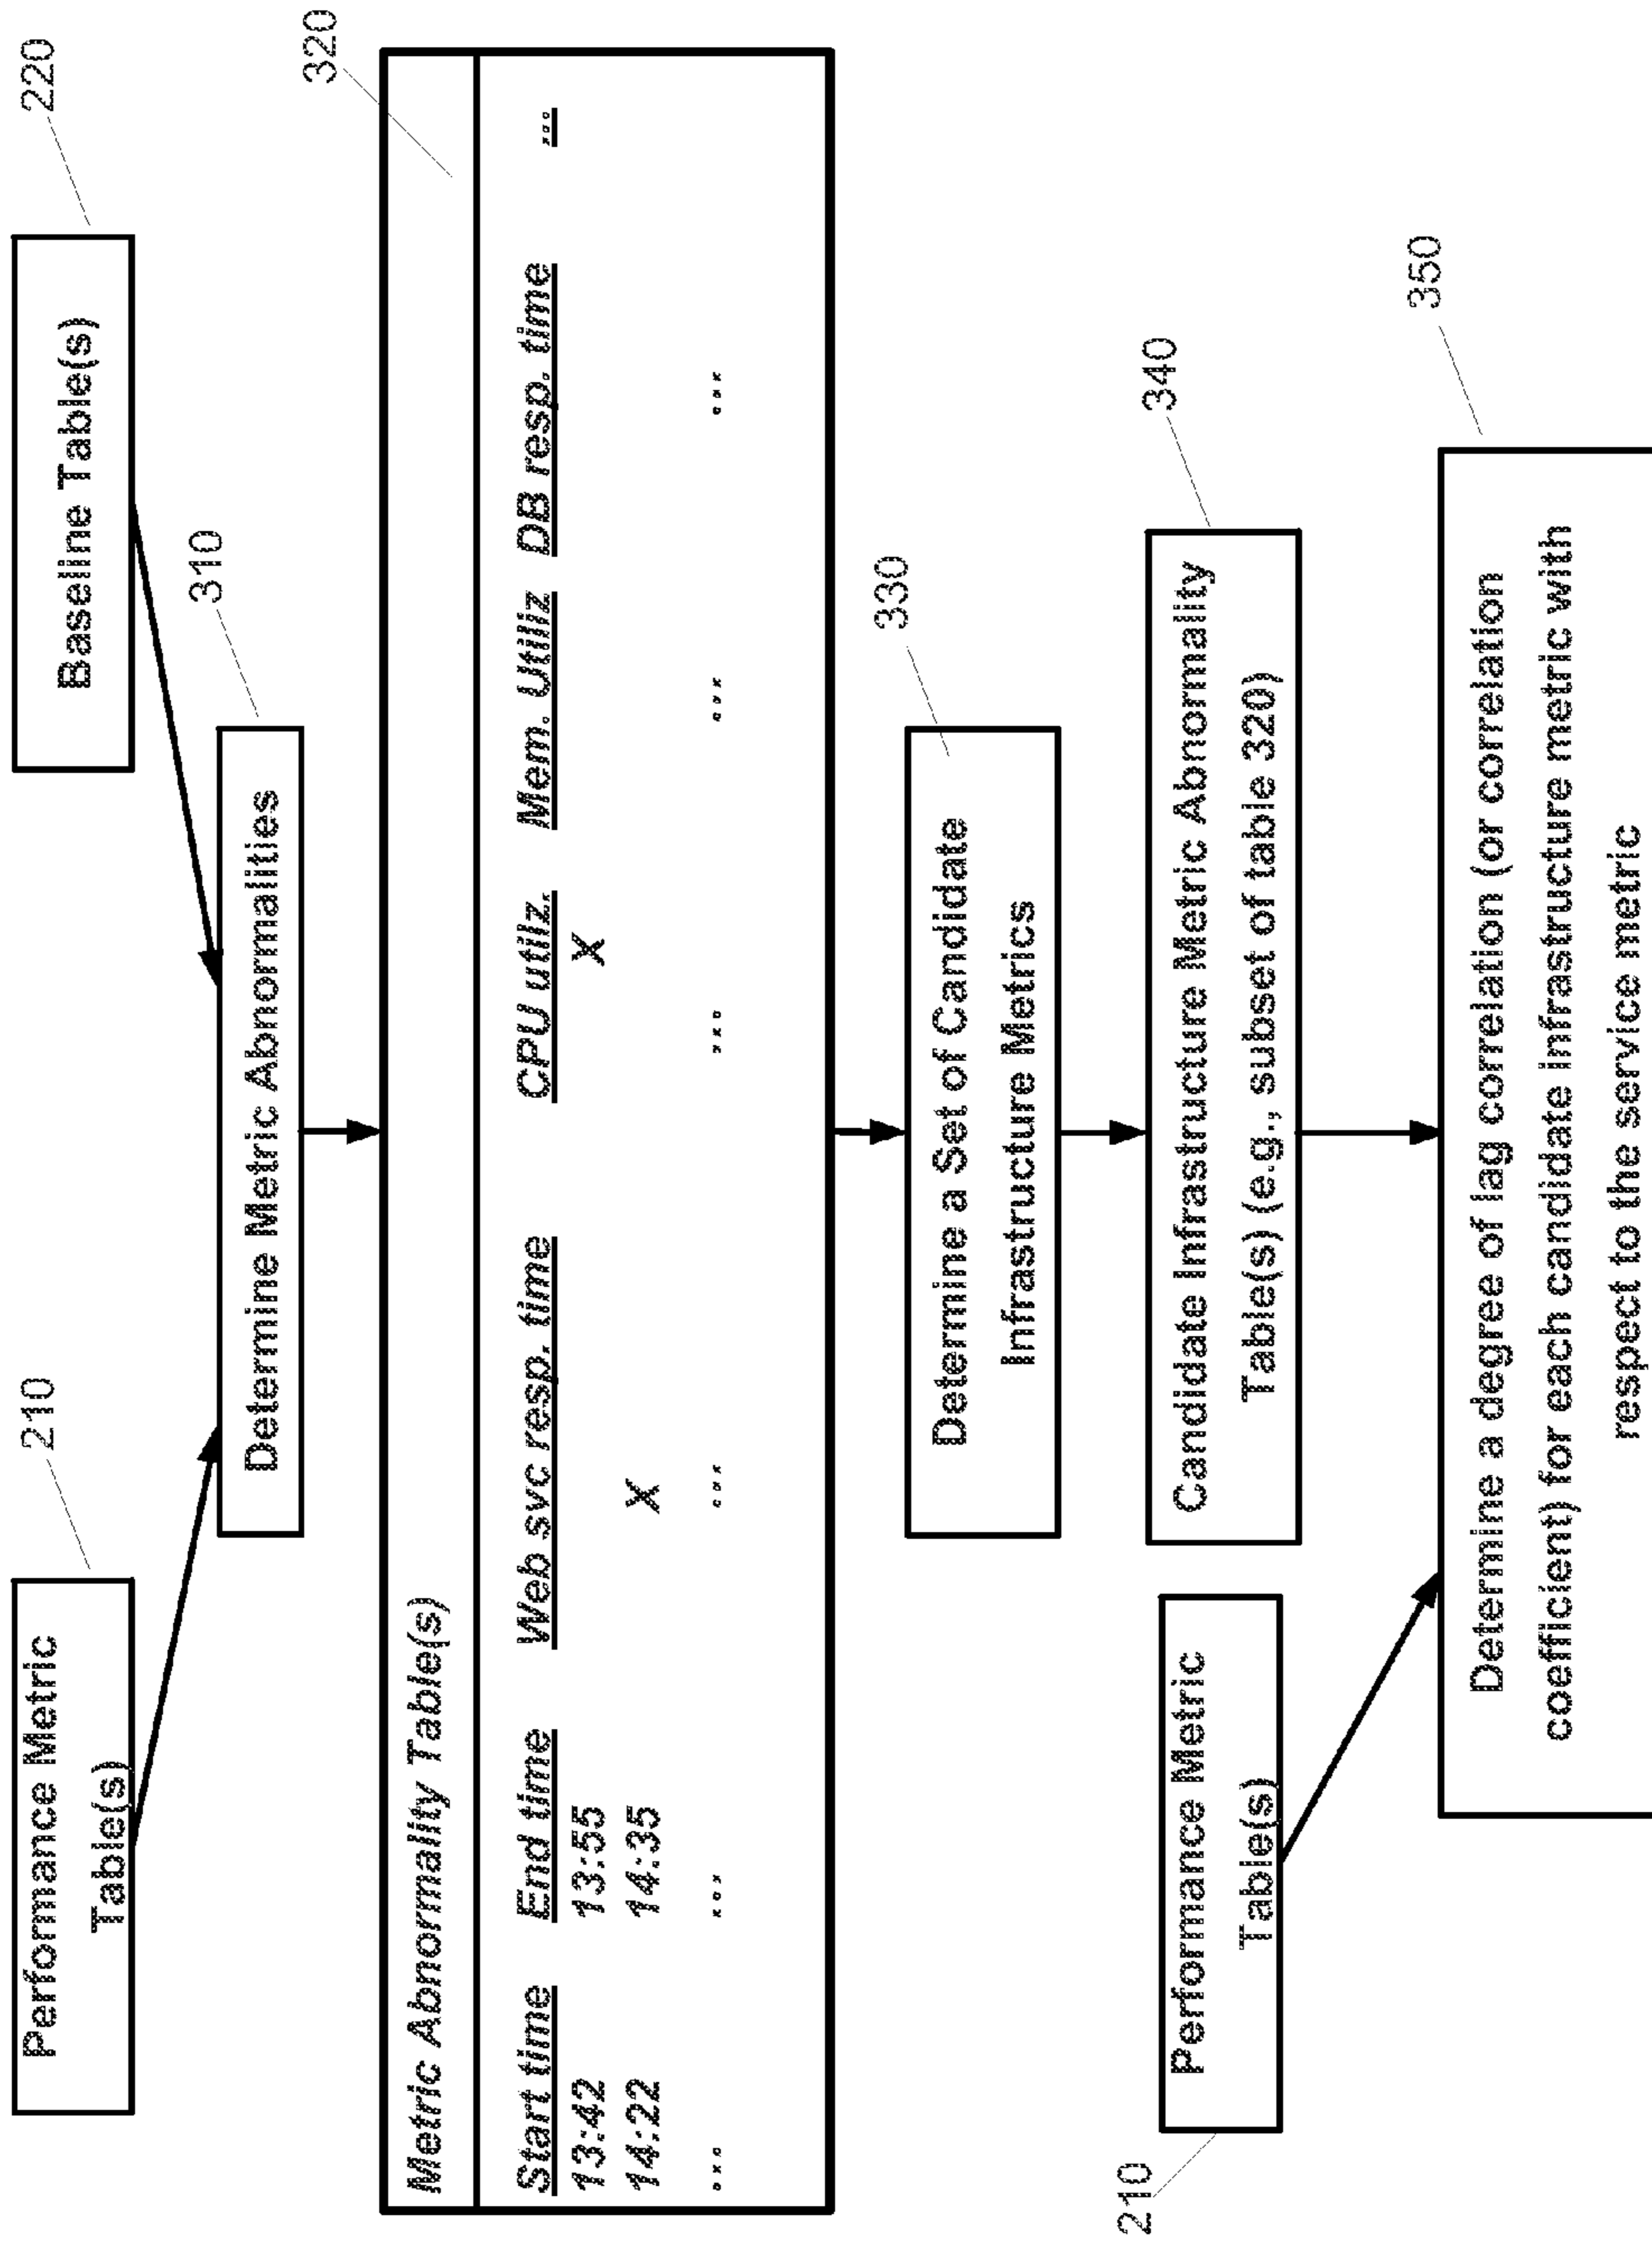 210
220
Performance Metric
Table(s)
Baseline Table(s)
310
Determine Metric Abnormalities
320
Metric Abnormality Table(s)
Start time End time Web svc resp. time CPU utiliz. Mem. Utiliz DB resp. time ...
13:42 13:55 X
14:22 14:35 X
... ... ... ... ... ...
330
Determine a Set of Candidate
Infrastructure Metrics
340
Candidate Infrastructure Metric Abnormality
Table(s) (e.g., subset of table 320)
210
Performance Metric
Table(s)
350
Determine a degree of lag correlation (or correlation
coefficient) for each candidate infrastructure metric with
respect to the service metric